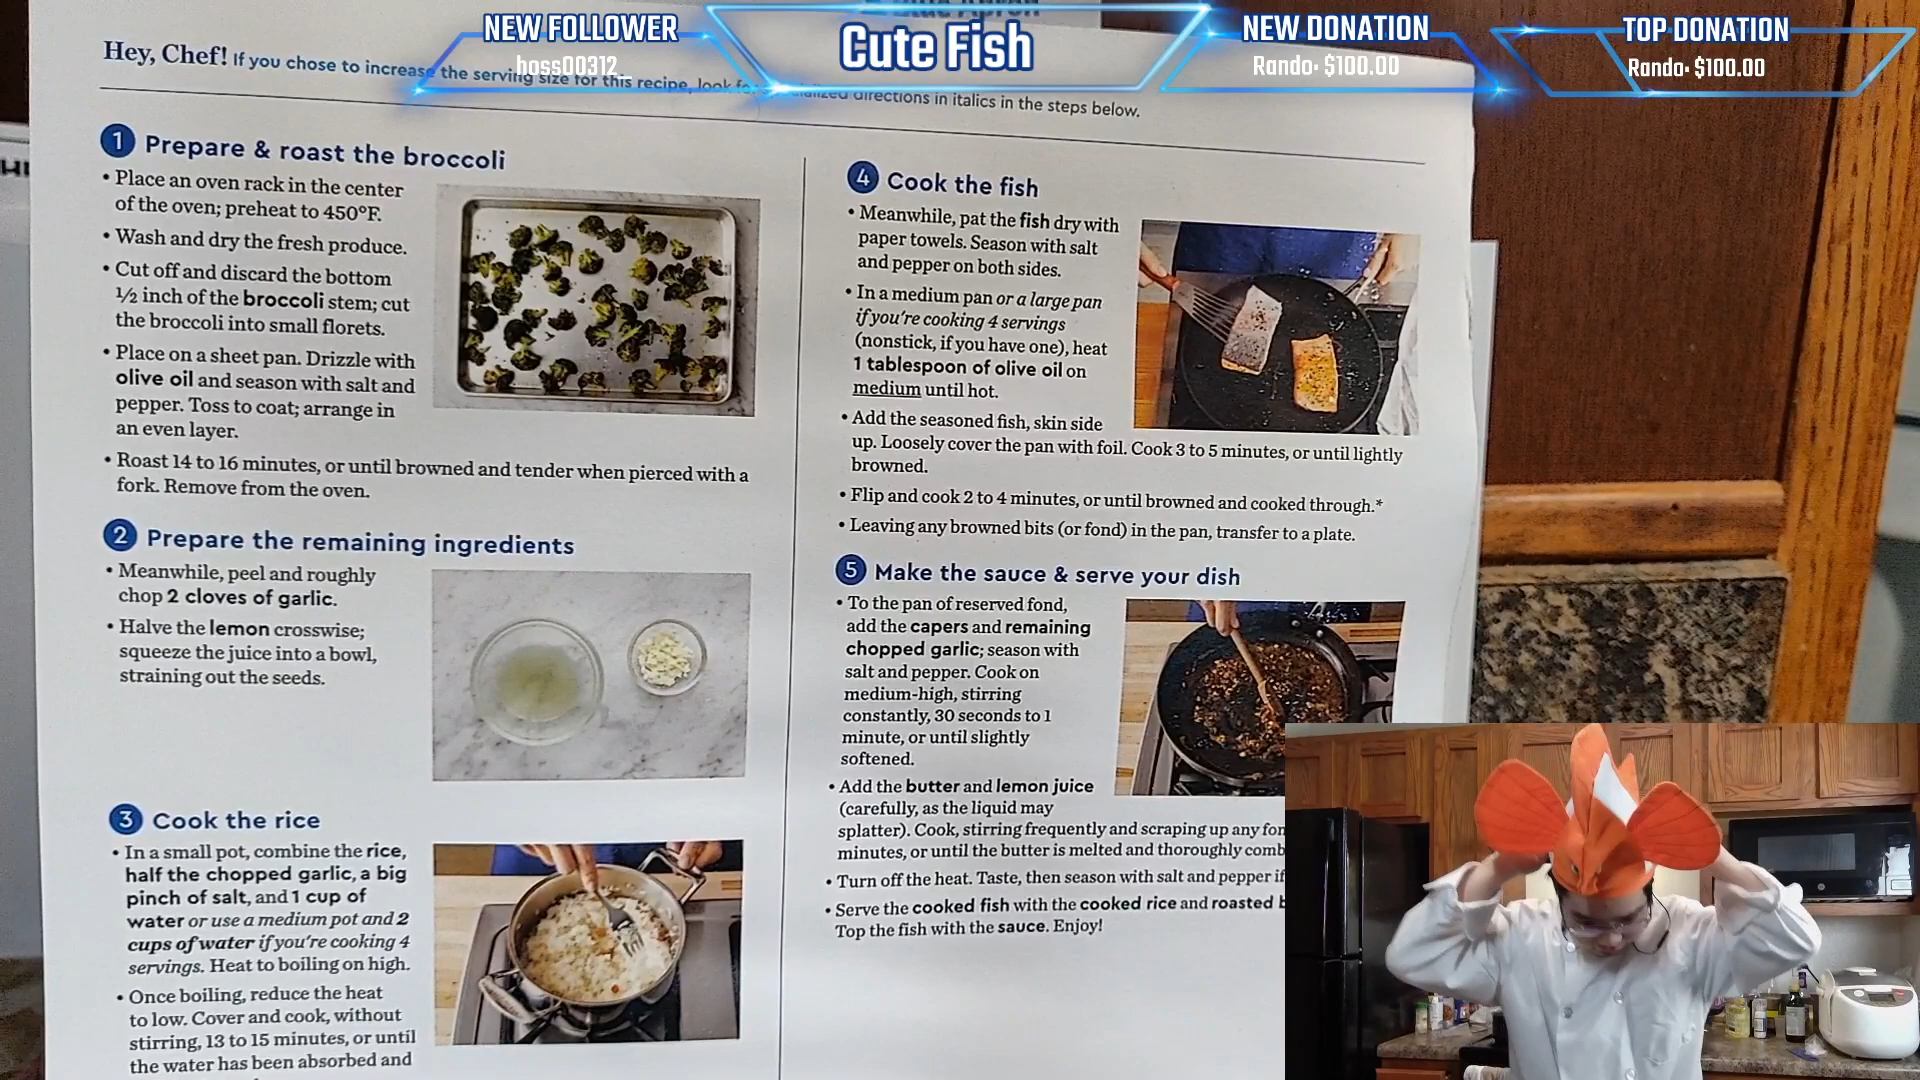 NEW FOLLOWER
hoss00312_
Cute Fish
NEW DONATION
Rando: $100.00
TOP DONATION
Rando: $100.00
Hey, Chef! If you chose to increase the serving size for this recipe, look directions in italics in the steps below.
1 Prepare & roast the broccoli
• Place an oven rack in the center
of the oven; preheat to 450°F.
• Wash and dry the fresh produce.
• Cut off and discard the bottom
½ inch of the broccoli stem; cut
the broccoli into small florets.
• Place on a sheet pan. Drizzle with
olive oil and season with salt and
pepper. Toss to coat; arrange in
an even layer.
• Roast 14 to 16 minutes, or until browned and tender when pierced with a
fork. Remove from the oven.
2 Prepare the remaining ingredients
• Meanwhile, peel and roughly
chop 2 cloves of garlic.
• Halve the lemon crosswise;
squeeze the juice into a bowl,
straining out the seeds.
3 Cook the rice
• In a small pot, combine the rice,
half the chopped garlic, a big
pinch of salt, and 1 cup of
water or use a medium pot and 2
cups of water if you're cooking 4
servings. Heat to boiling on high.
• Once boiling, reduce the heat
to low. Cover and cook, without
stirring, 13 to 15 minutes, or until
the water has been absorbed and
4 Cook the fish
• Meanwhile, pat the fish dry with
paper towels. Season with salt
and pepper on both sides.
• In a medium pan or a large pan
if you're cooking 4 servings
(nonstick, if you have one), heat
1 tablespoon of olive oil on
medium until hot.
• Add the seasoned fish, skin side
up. Loosely cover the pan with foil. Cook 3 to 5 minutes, or until lightly
browned.
• Flip and cook 2 to 4 minutes, or until browned and cooked through.*
• Leaving any browned bits (or fond) in the pan, transfer to a plate.
5 Make the sauce & serve your dish
• To the pan of reserved fond,
add the capers and remaining
chopped garlic; season with
salt and pepper. Cook on
medium-high, stirring
constantly, 30 seconds to 1
minute, or until slightly
softened.
• Add the butter and lemon juice
(carefully, as the liquid may
splatter). Cook, stirring frequently and scraping up any fon
minutes, or until the butter is melted and thoroughly comb
• Turn off the heat. Taste, then season with salt and pepper if
• Serve the cooked fish with the cooked rice and roasted b
Top the fish with the sauce. Enjoy!